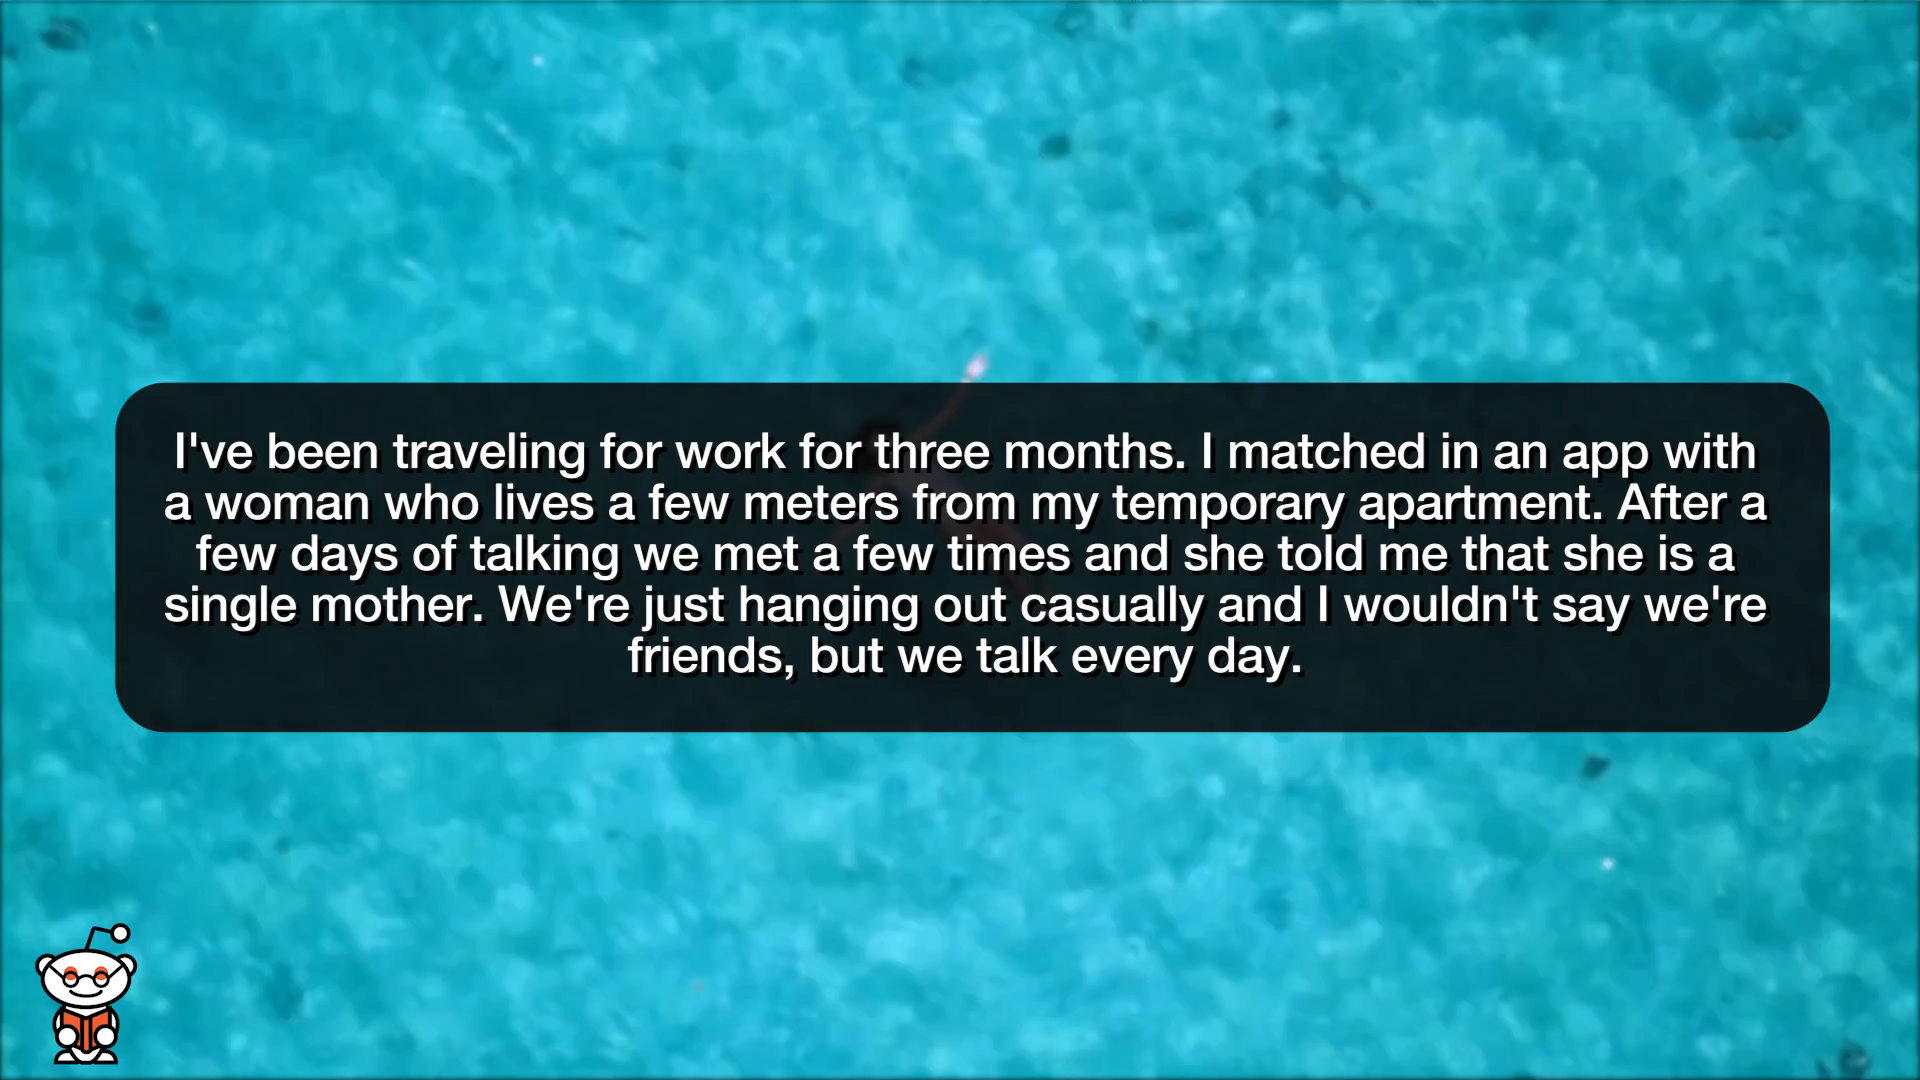 I've been traveling for work for three months. I matched in an app with
a woman who lives a few meters from my temporary apartment. After a
few days of talking we met a few times and she told me that she is a
single mother. We're just hanging out casually and I wouldn't say we're
friends, but we talk every day.